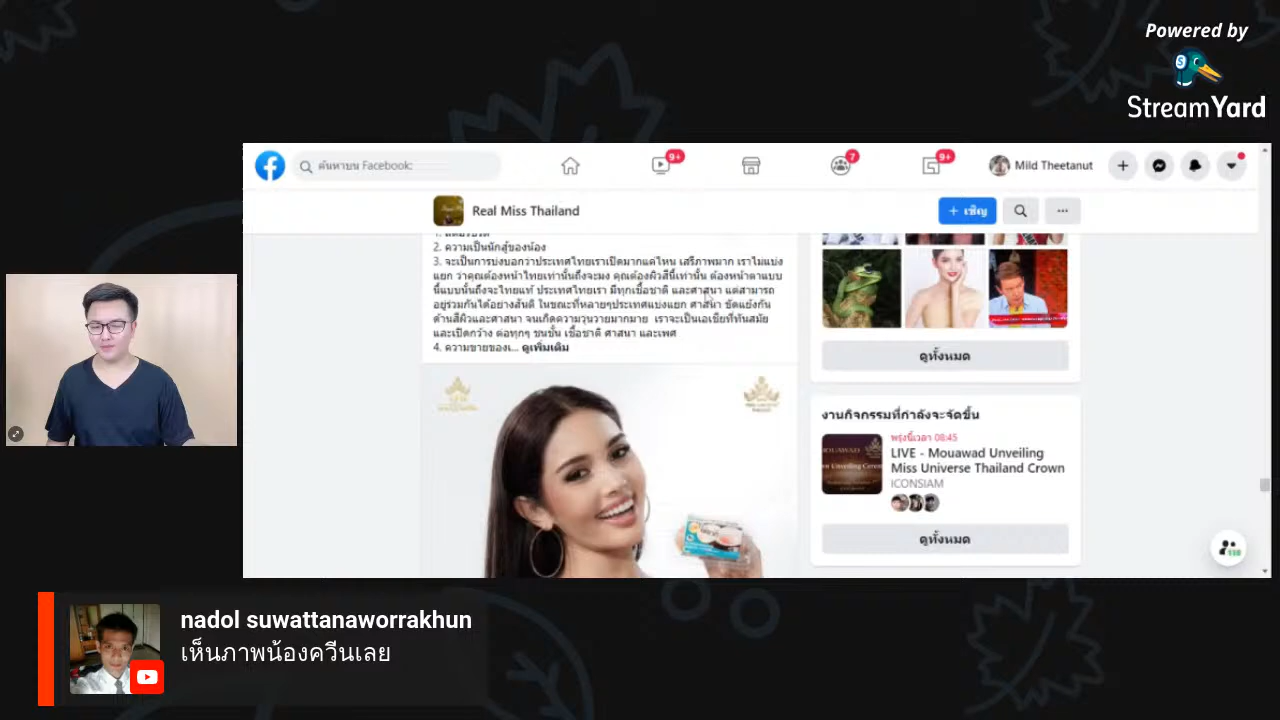 Powered by
StreamYard
ค้นหาบน Facebook
9+
7
9+
Mild Theetanut
Real Miss Thailand
+ เชิญ
2. ความเป็นนักสู้ของน้อง
3. จะเป็นการบ่งบอกว่าประเทศไทยเราเปิดมากแค่ไหน เสรีภาพมาก เราไม่แบ่ง
แยก ว่าคุณต้องหน้าไทยเท่านั้นถึงจะมง คุณต้องผิวสีนี้เท่านั้น ต้องหน้าตาแบบ
นี้แบบนั้นถึงจะไทยแท้ ประเทศไทยเรา มีทุกเชื้อชาติ และศาสนา แต่สามารถ
อยู่ร่วมกันได้อย่างสันติ ในขณะที่หลายๆประเทศแบ่งแยก ศาสนา ขัดแย้งกัน
ด้านสีผิวและศาสนา จนเกิดความวุ่นวายมากมาย เราจะเป็นเอเชียที่ทันสมัย
และเปิดกว้าง ต่อทุกๆ ชนชั้น เชื้อชาติ ศาสนา และเพศ
4. ความขายของเ... ดูเพิ่มเติม
ดูทั้งหมด
งานกิจกรรมที่กำลังจะจัดขึ้น
พรุ่งนี้เวลา 08:45
LIVE - Mouawad Unveiling
Miss Universe Thailand Crown
ICONSIAM
ดูทั้งหมด
nadol suwattanaworrakhun
เห็นภาพน้องควีนเลย